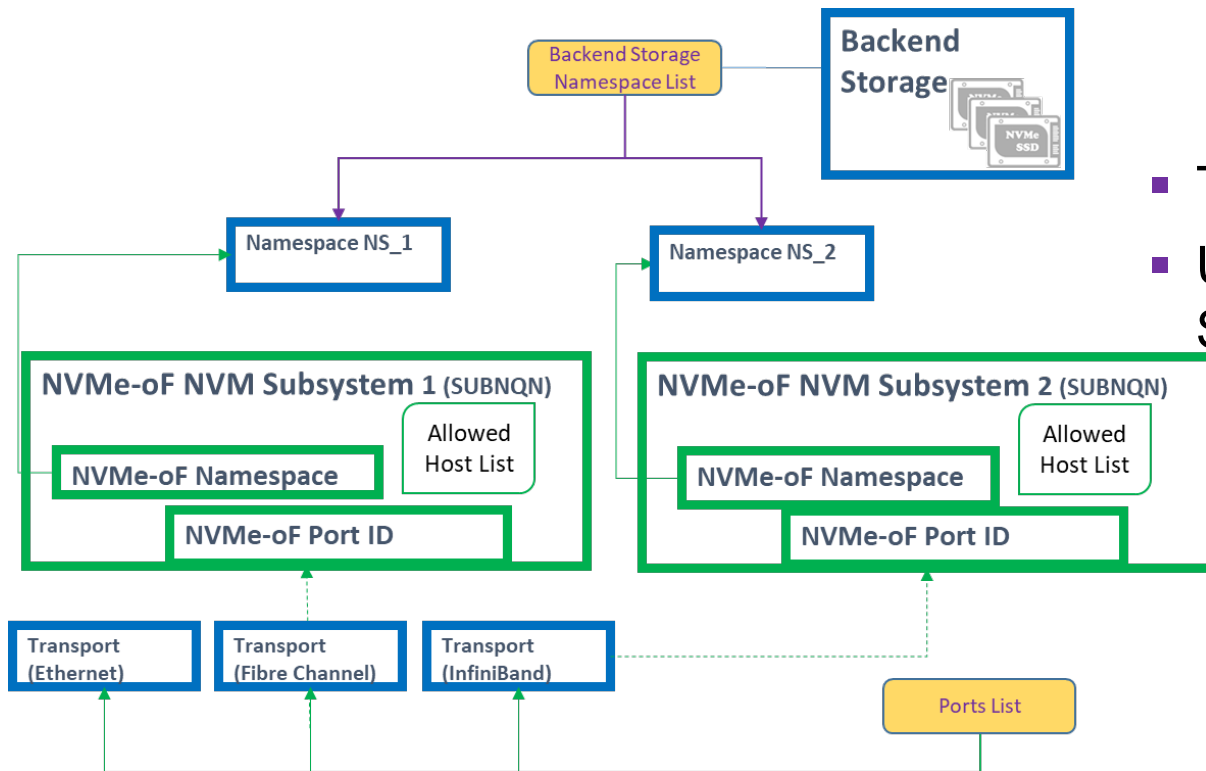 Backend Storage
Namespace List
Backend
Storage
NVMe
SSD
Namespace NS_1
Namespace NS_2
NVMe-oF NVM Subsystem 1 (SUBNQN)
Allowed
Host List
NVMe-oF Namespace
NVMe-oF Port ID
NVMe-oF NVM Subsystem 2 (SUBNQN)
Allowed
Host List
NVMe-oF Namespace
NVMe-oF Port ID
Transport
(Ethernet)
Transport
(Fibre Channel)
Transport
(InfiniBand)
Ports List